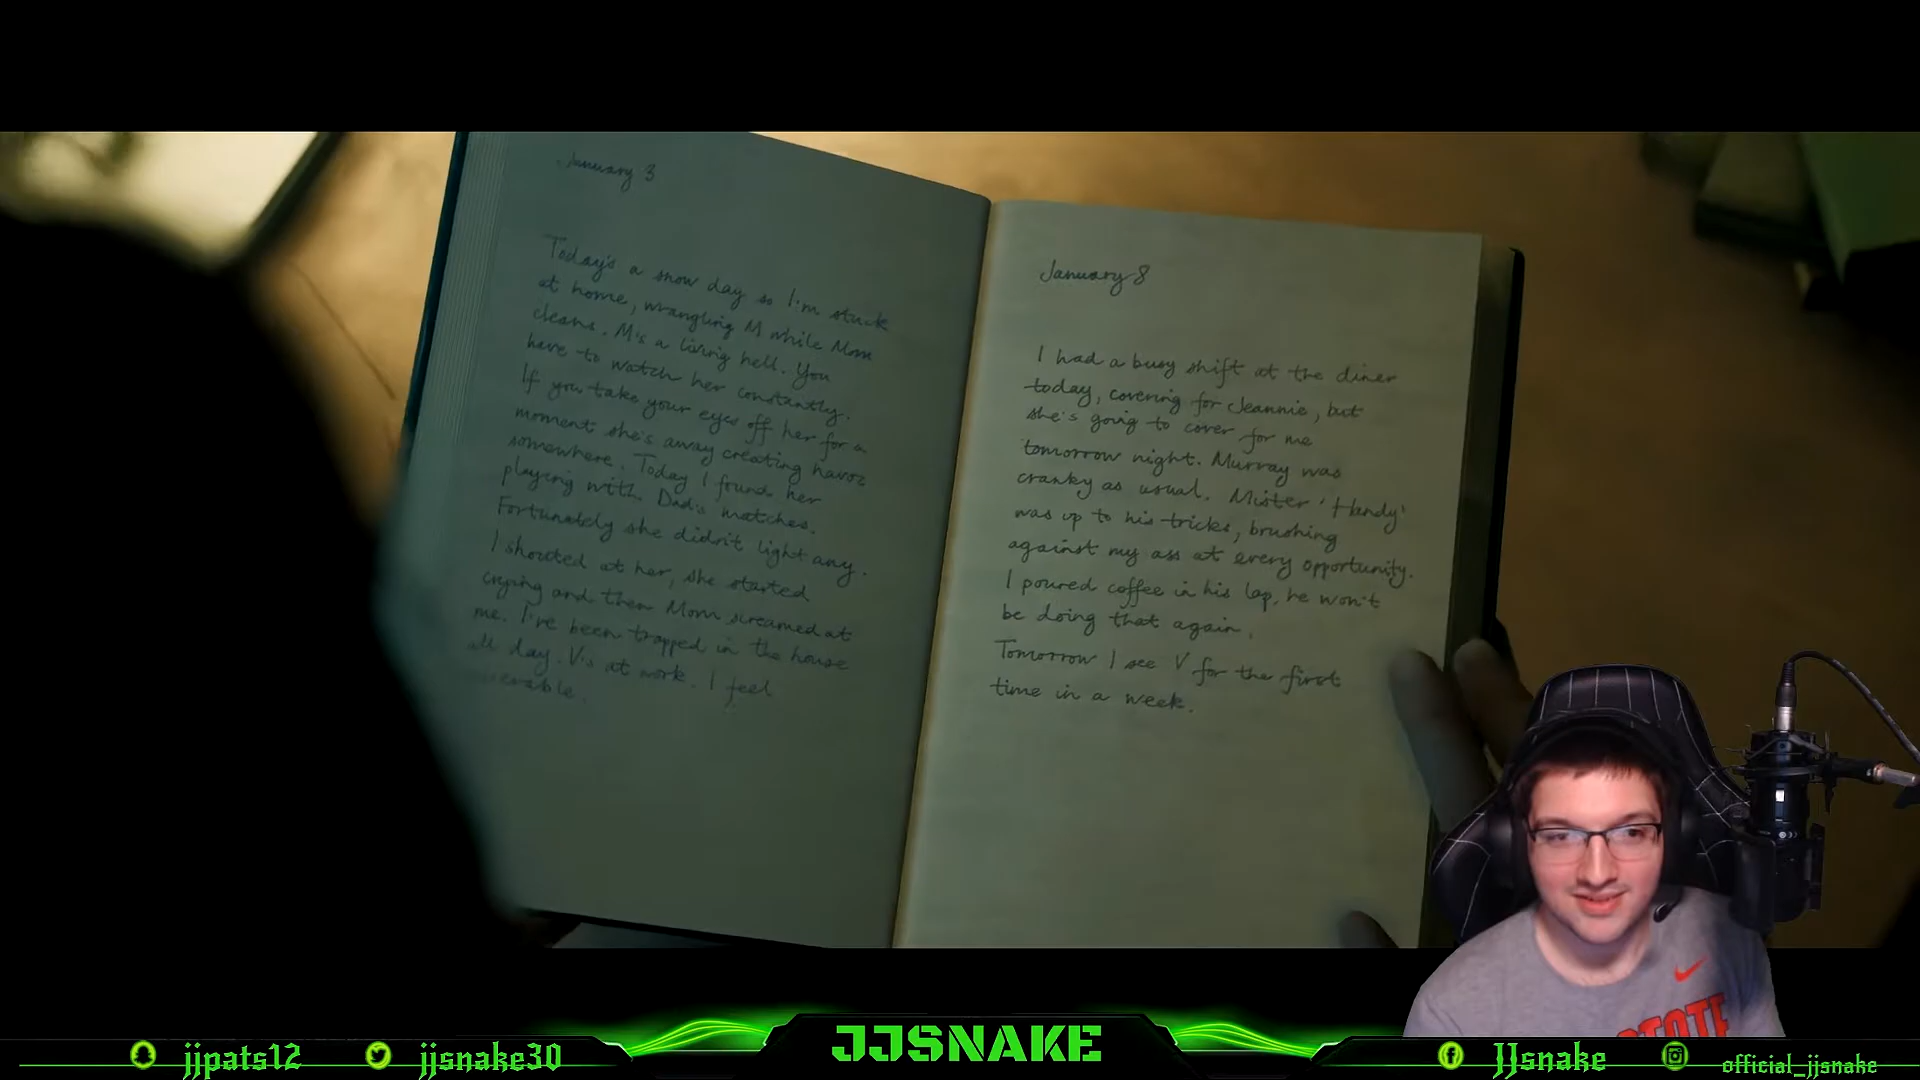 January 3
Today's a snow day so I'm stuck
at home, wrangling M while Mom
cleans. M's a living hell. You
have to watch her constantly.
If you take your eyes off her for a
moment she's away creating havoc
somewhere. Today I found her
playing with Dad's matches.
Fortunately she didn't light any.
I shouted at her, she started
crying and then Mom screamed at
me. I've been trapped in the house
all day. V's at work. I feel
January 8
I had a busy shift at the diner
today, covering for Jeannie, but
she's going to cover for me
tomorrow night. Murray was
cranky as usual. Mister 'Handy'
was up to his tricks, brushing
against my ass at every opportunity.
I poured coffee in his lap, he won't
be doing that again.
Tomorrow I see V for the first
time in a week.
STATE
jjpats12
jjsnake30
JJSNAKE
JJsnake
official_jjsnake